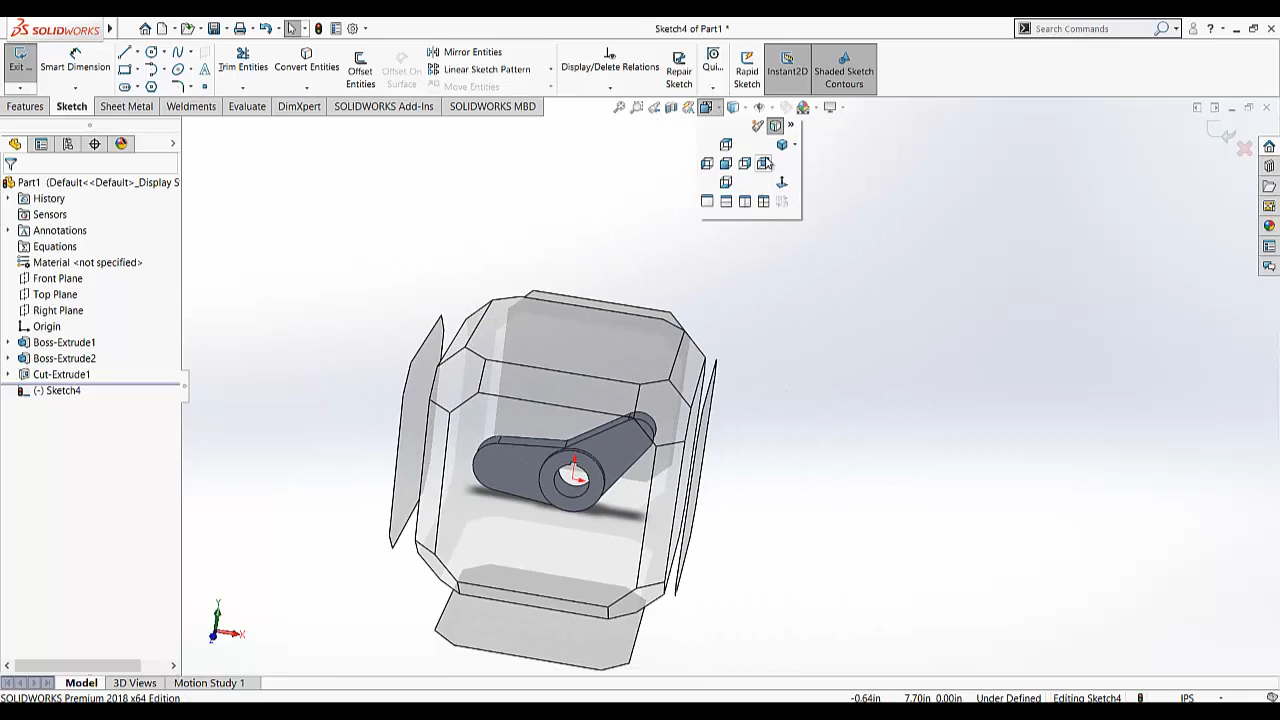 SOLIDWORKS
Sketch4 of Part1 *
Search Commands
Exit ...
Smart Dimension
Trim Entities
Convert Entities
Offset Entities
Offset On Surface
Mirror Entities
Linear Sketch Pattern
Move Entities
Display/Delete Relations
Repair Sketch
Qui...
Rapid Sketch
Instant2D
Shaded Sketch Contours
Features
Sketch
Sheet Metal
Weldments
Evaluate
DimXpert
SOLIDWORKS Add-Ins
SOLIDWORKS MBD
Part1 (Default<<Default>_Display S
History
Sensors
Annotations
Equations
Material <not specified>
Front Plane
Top Plane
Right Plane
Origin
Boss-Extrude1
Boss-Extrude2
Cut-Extrude1
(-) Sketch4
Y
X
Z
Model
3D Views
Motion Study 1
SOLIDWORKS Premium 2018 x64 Edition
-0.64in
7.70in 0.00in
Under Defined
Editing Sketch4
IPS